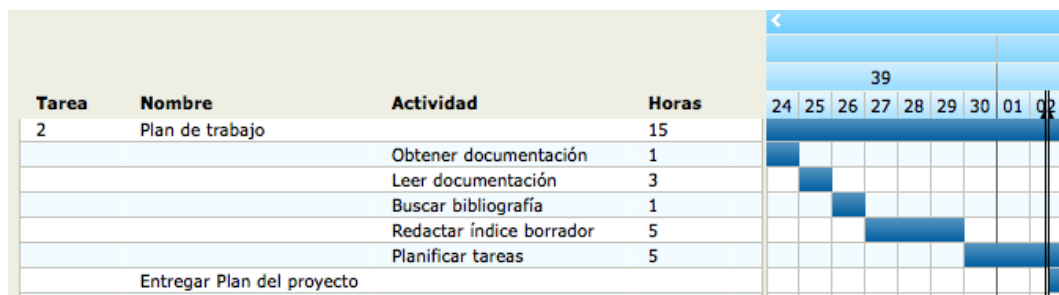 39
Tarea Nombre Actividad Horas 24 25 26 27 28 29 30 01 02
2 Plan de trabajo 15
Obtener documentación 1
Leer documentación 3
Buscar bibliografía 1
Redactar índice borrador 5
Planificar tareas 5
Entregar Plan del proyecto